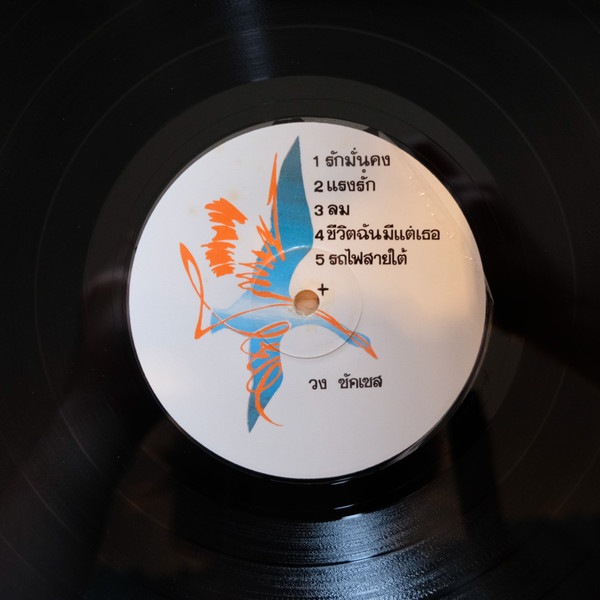 1 รักมั่นคง
2 แรงรัก
3 ลม
4 ชีวิตฉันมีแต่เธอ
5 รถไฟสายใต้
+
วง ซัคเซส